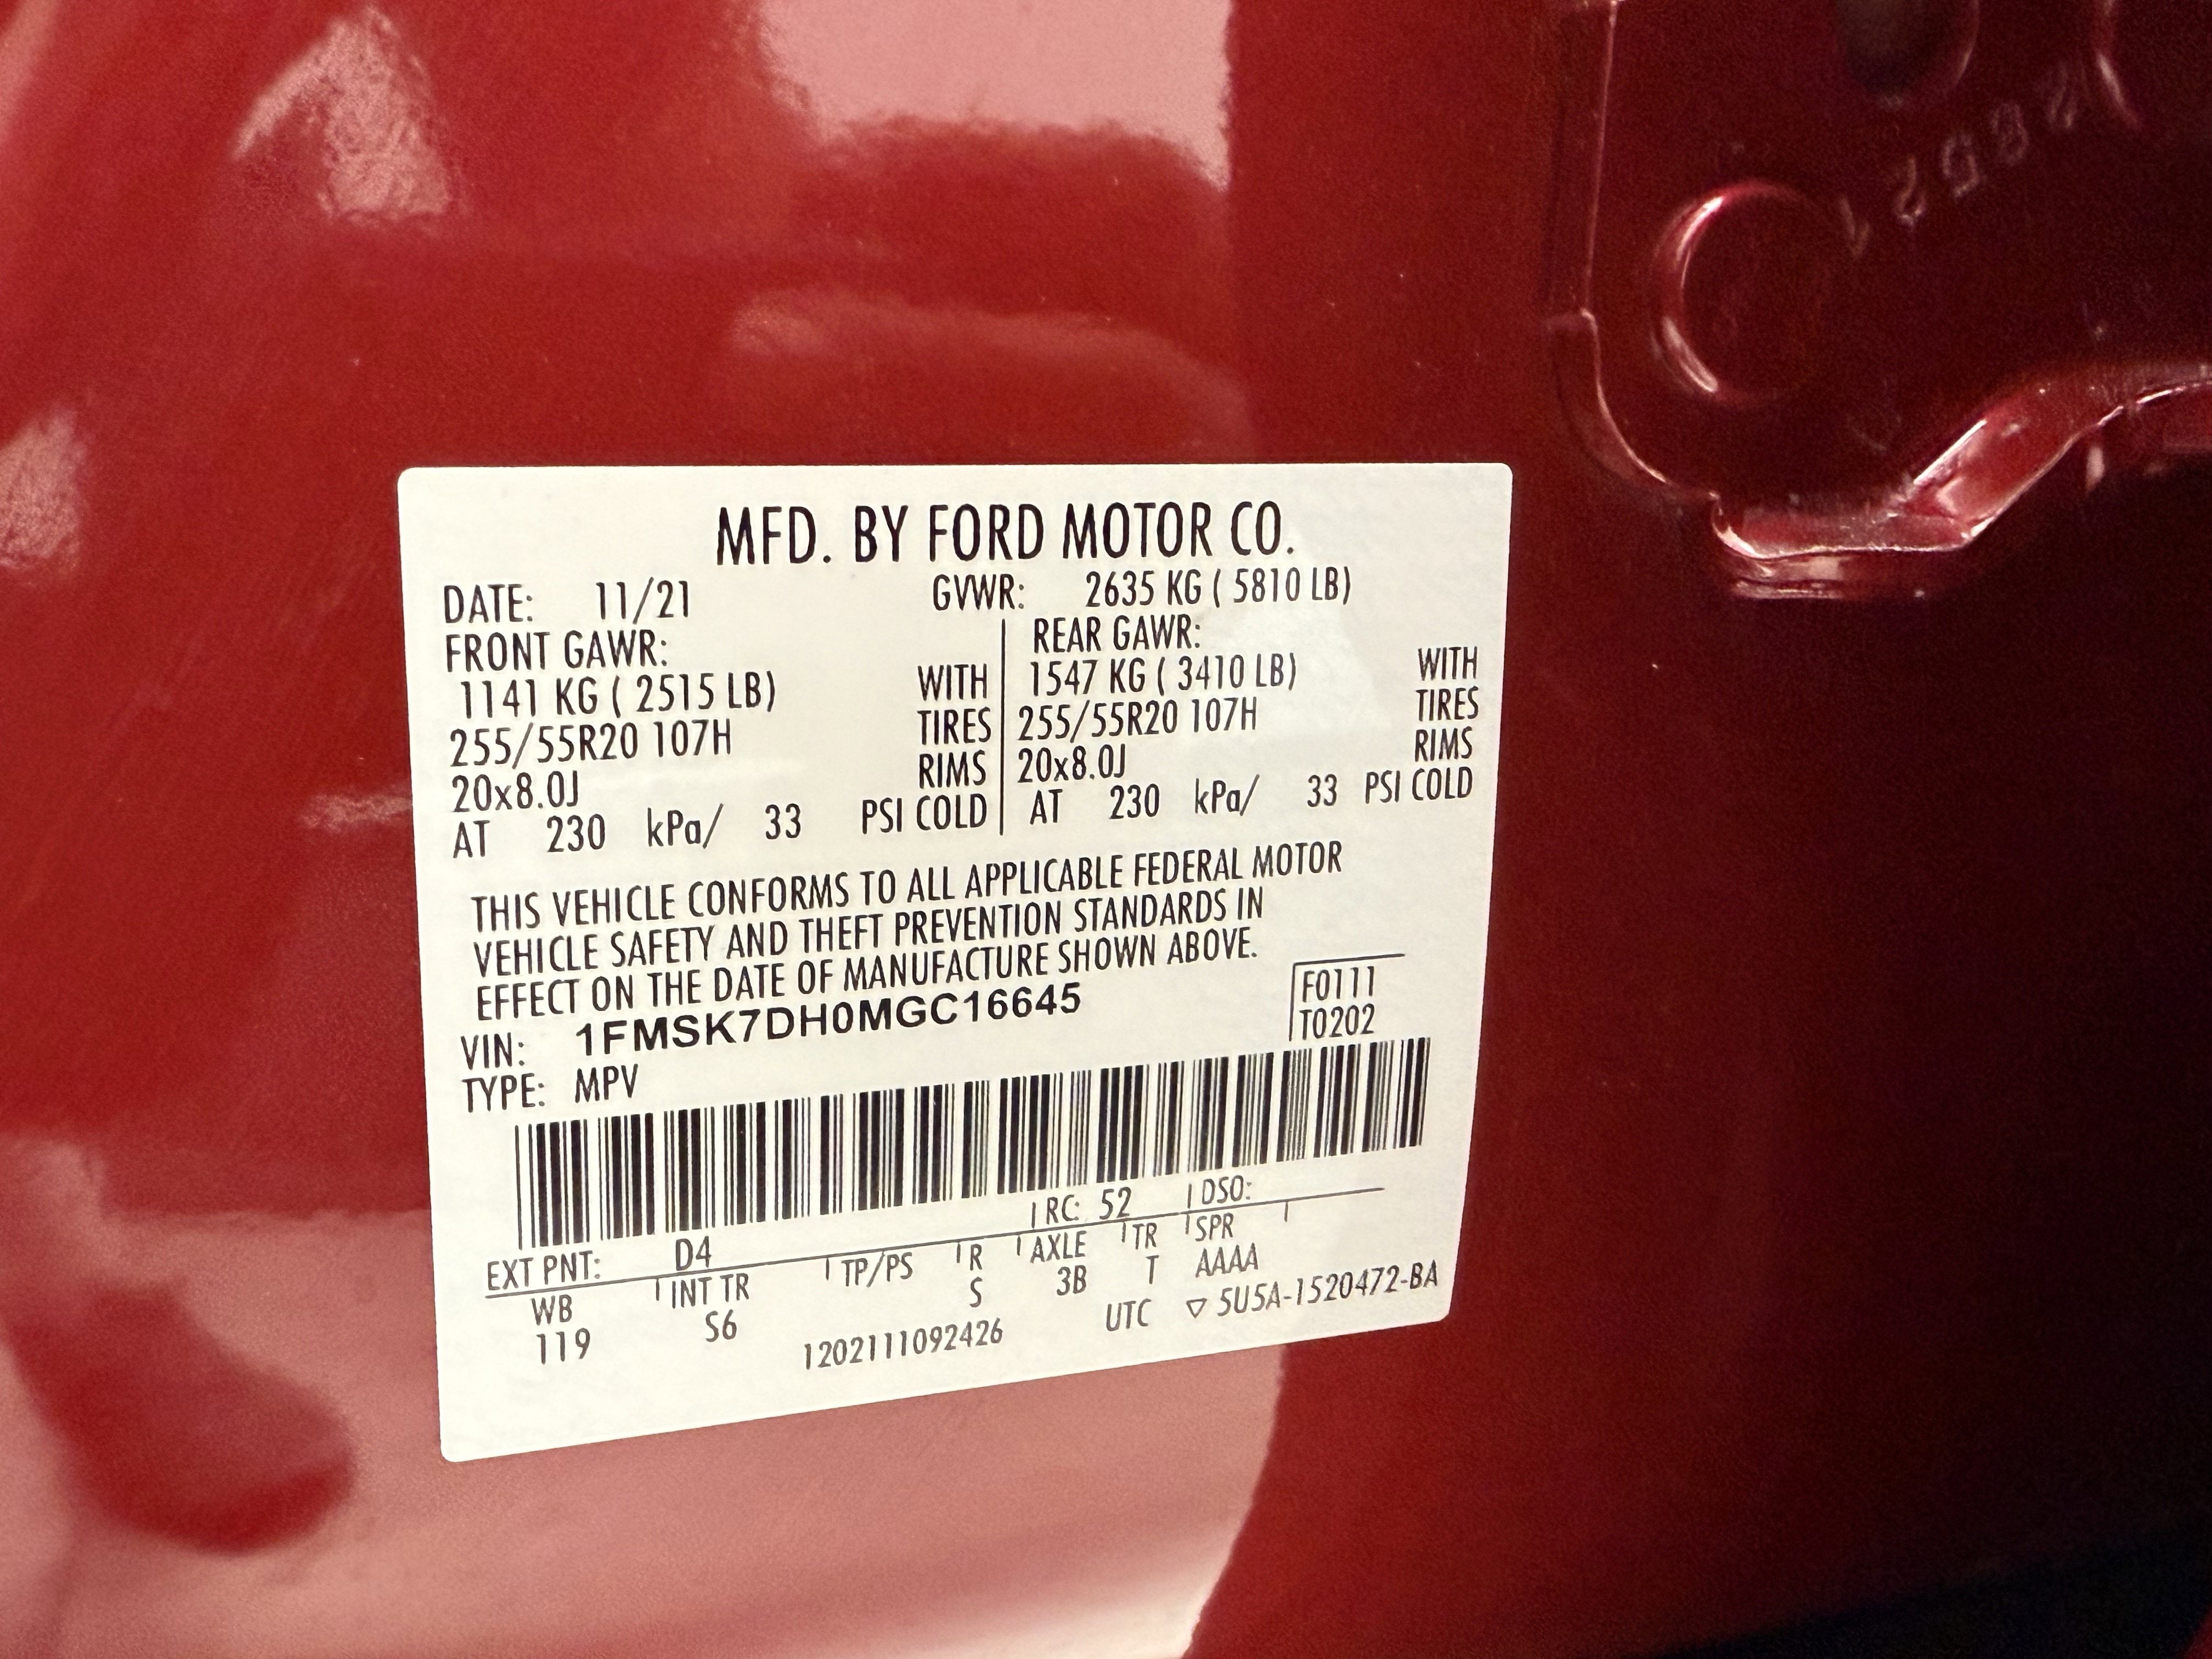 MFD. BY FORD MOTOR CO.
DATE: 11/21 GVWR: 2635 KG ( 5810 LB)
FRONT GAWR: REAR GAWR:
1141 KG ( 2515 LB) WITH 1547 KG ( 3410 LB) WITH
255/55R20 107H TIRES 255/55R20 107H TIRES
20x8.0J RIMS 20x8.0J RIMS
AT 230 kPa/ 33 PSI COLD AT 230 kPa/ 33 PSI COLD
THIS VEHICLE CONFORMS TO ALL APPLICABLE FEDERAL MOTOR
VEHICLE SAFETY AND THEFT PREVENTION STANDARDS IN
EFFECT ON THE DATE OF MANUFACTURE SHOWN ABOVE.
VIN: 1FMSK7DH0MGC16645 F0111
TYPE: MPV T0202
EXT PNT: D4 RC: 52 DSO:
WB INT TR TP/PS R AXLE TR SPR
119 S6 S 3B T AAAA
1202111092426 UTC ▽ 5U5A-1520472-BA